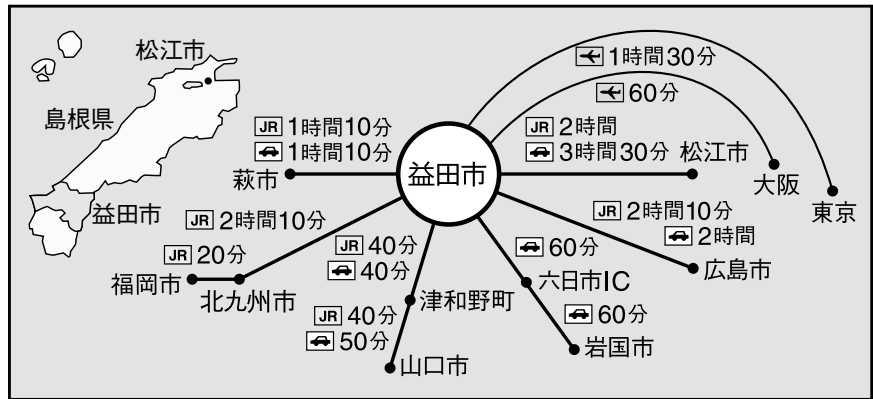 松江市
島根県
益田市
益田市
1時間30分
60分
JR 1時間10分
1時間10分
萩市
JR 2時間
3時間30分
松江市
大阪
東京
JR 2時間10分
JR 20分
福岡市
北九州市
JR 40分
40分
津和野町
JR 40分
50分
山口市
60分
六日市IC
60分
岩国市
JR 2時間10分
2時間
広島市